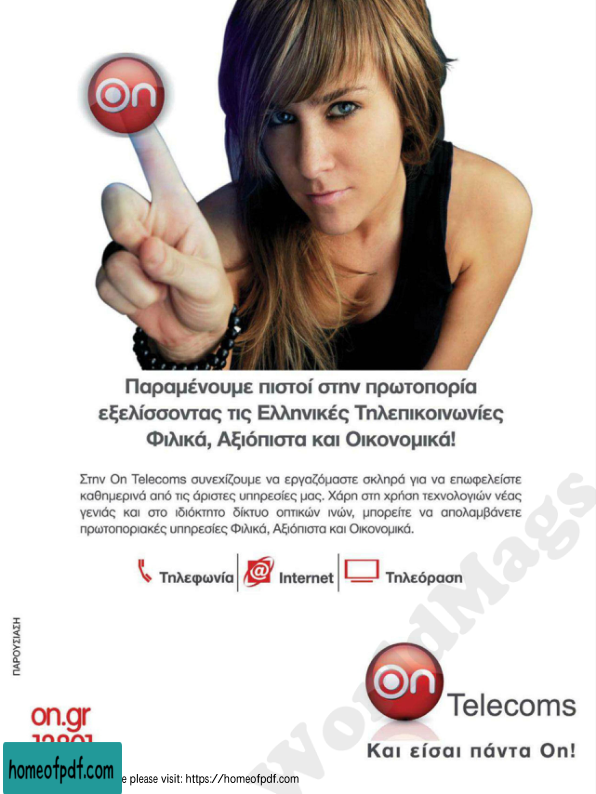 On
Παραμένουμε πιστοί στην πρωτοπορία
εξελίσσοντας τις Ελληνικές Τηλεπικοινωνίες
Φιλικά, Αξιόπιστα και Οικονομικά!
Στην On Telecoms συνεχίζουμε να εργαζόμαστε σκληρά για να επωφελείστε
καθημερινά από τις άριστες υπηρεσίες μας. Χάρη στη χρήση τεχνολογιών νέας
γενιάς και στο ιδιόκτητο δίκτυο οπτικών ινών, μπορείτε να απολαμβάνετε
πρωτοποριακές υπηρεσίες Φιλικά, Αξιόπιστα και Οικονομικά.
Τηλεφωνία @ Internet Τηλεόραση
ΠΑΡΟΥΣΙΑΣΗ
WorldMags
On Telecoms
Και είσαι πάντα On!
on.gr
homeofpdf.com
please visit: https://homeofpdf.com